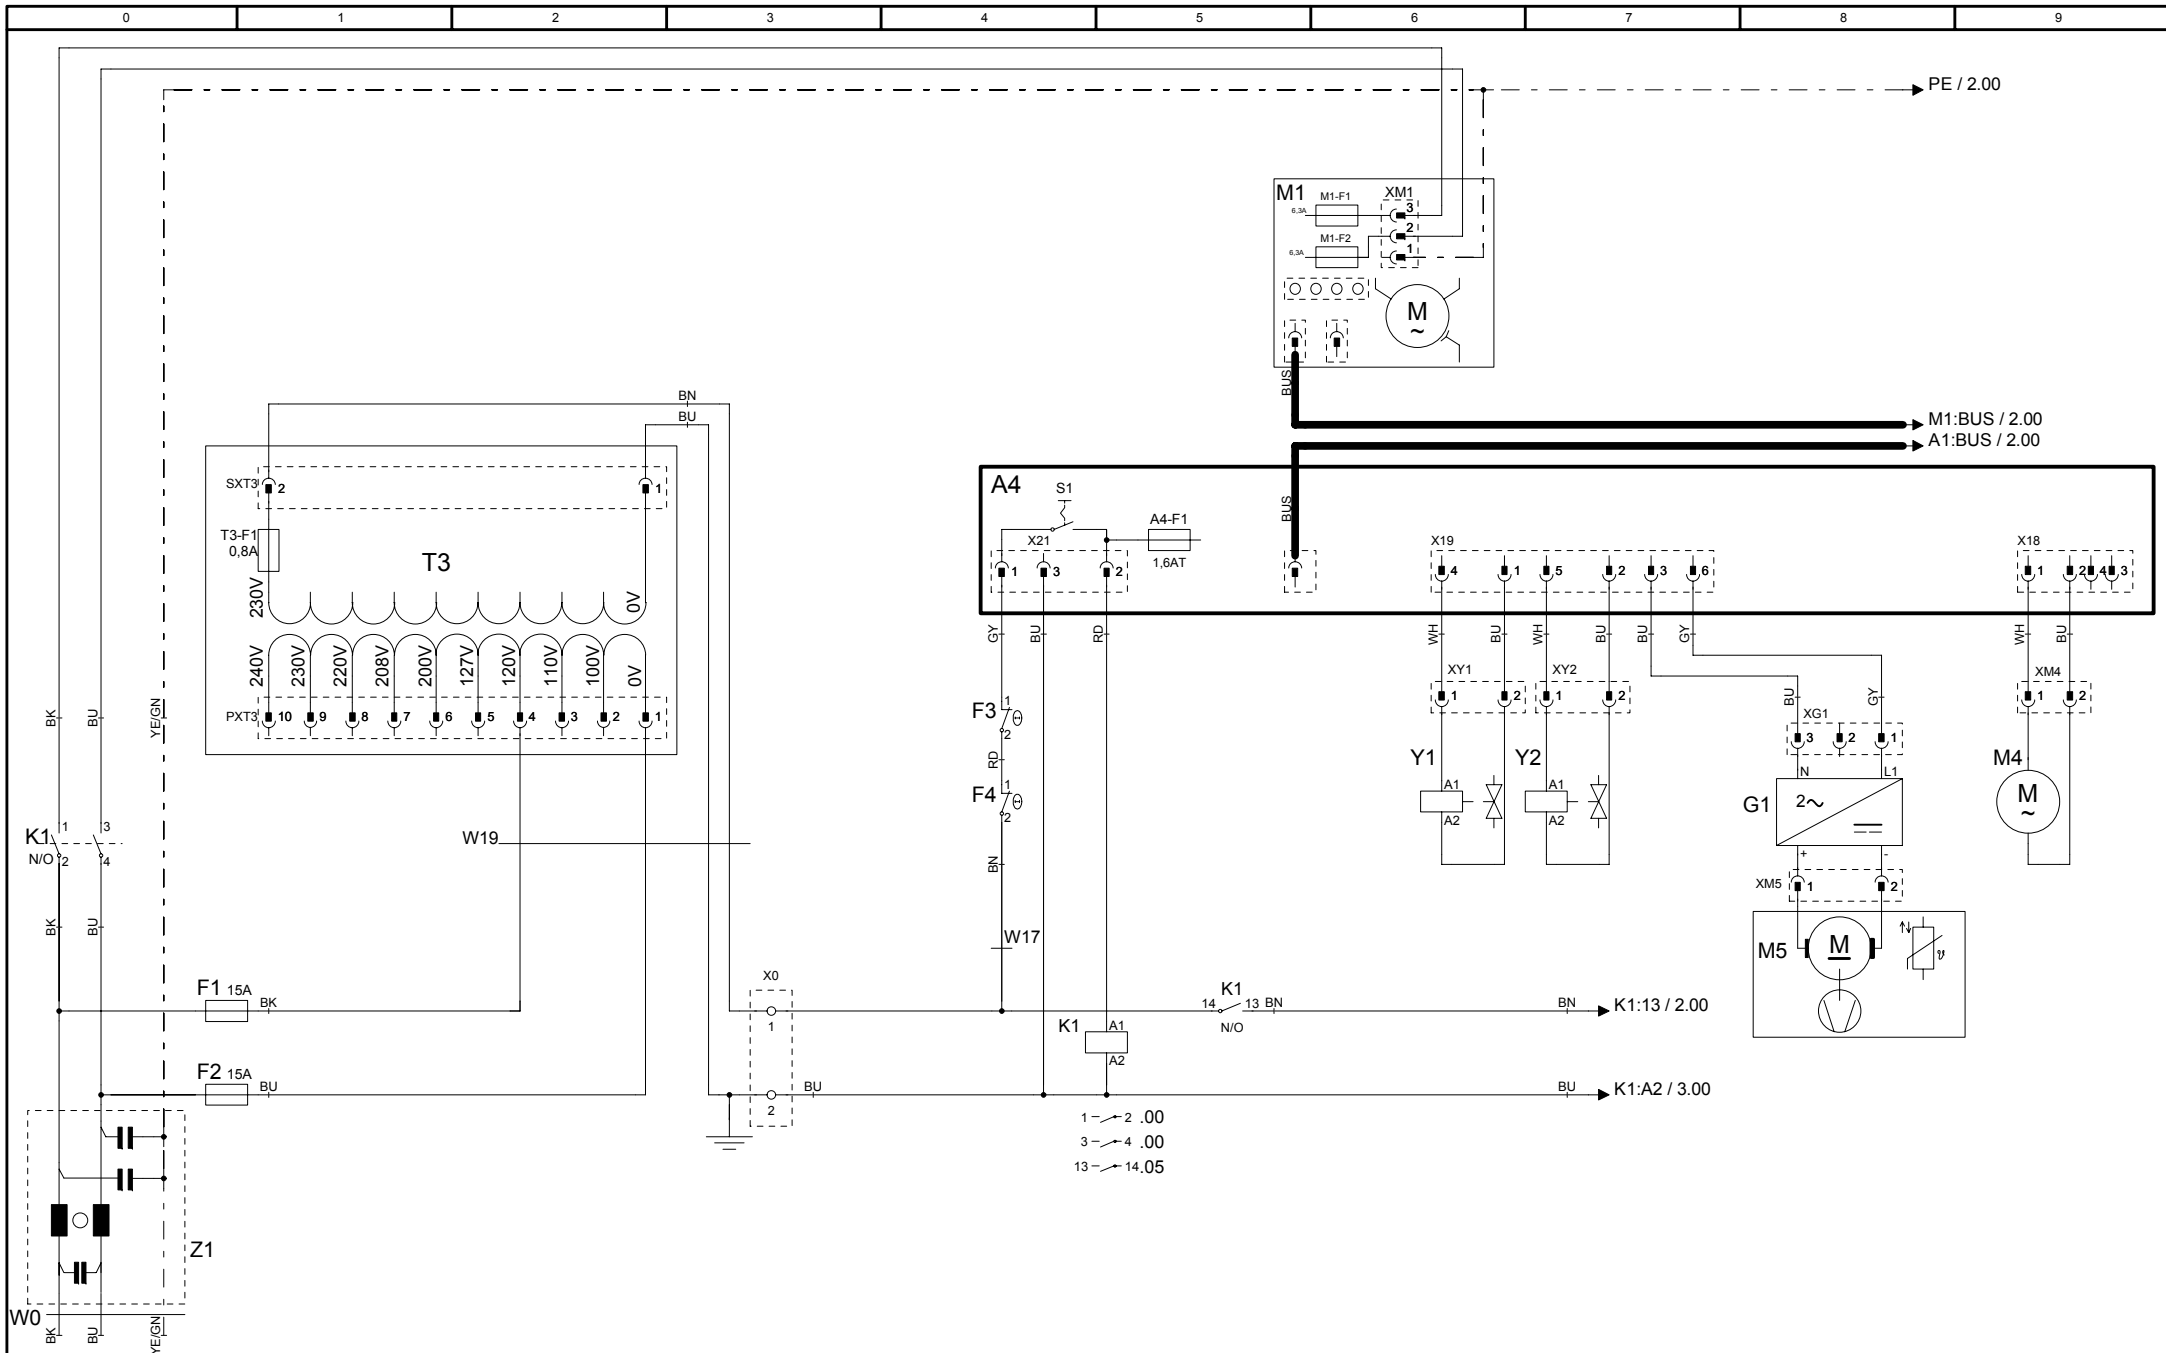 0 1 2 3 4 5 6 7 8 9
PE / 2.00
M1 M1-F1 XM1
6,3A 3
M1-F2 2
6,3A 1
M
~
BUS
BN
BU
M1:BUS / 2.00
A1:BUS / 2.00
SXT3 2 1
T3-F1
0,8A
T3
230V 0V
240V 230V 220V 208V 200V 127V 120V 110V 100V 0V
PXT3 10 9 8 7 6 5 4 3 2 1
A4 S1
A4-F1
1,6AT
X21
1 3 2
BUS
X19
4 1 5 2 3 6
X18
1 2 4 3
GY BU RD WH BU WH BU BU GY WH BU
BK BU YE/GN
F3 1
2
RD
F4 1
2
BN
W17
XY1
1 2
XY2
1 2
Y1 A1
A2
Y2 A1
A2
BU GY
XG1
3 2 1
N L1
G1 2~
+ -
XM5 1 2
M5 M
υ
XM4
1 2
M4
M
~
K1 1 3
N/O 2 4
W19
BK BU
F1 15A BK
F2 15A BU
X0
1
2
BU
K1 A1
A2
K1
14 13 BN
N/O
BN K1:13 / 2.00
BU K1:A2 / 3.00
1 2 .00
3 4 .00
13 14 .05
Z1
W0
BK BU YE/GN